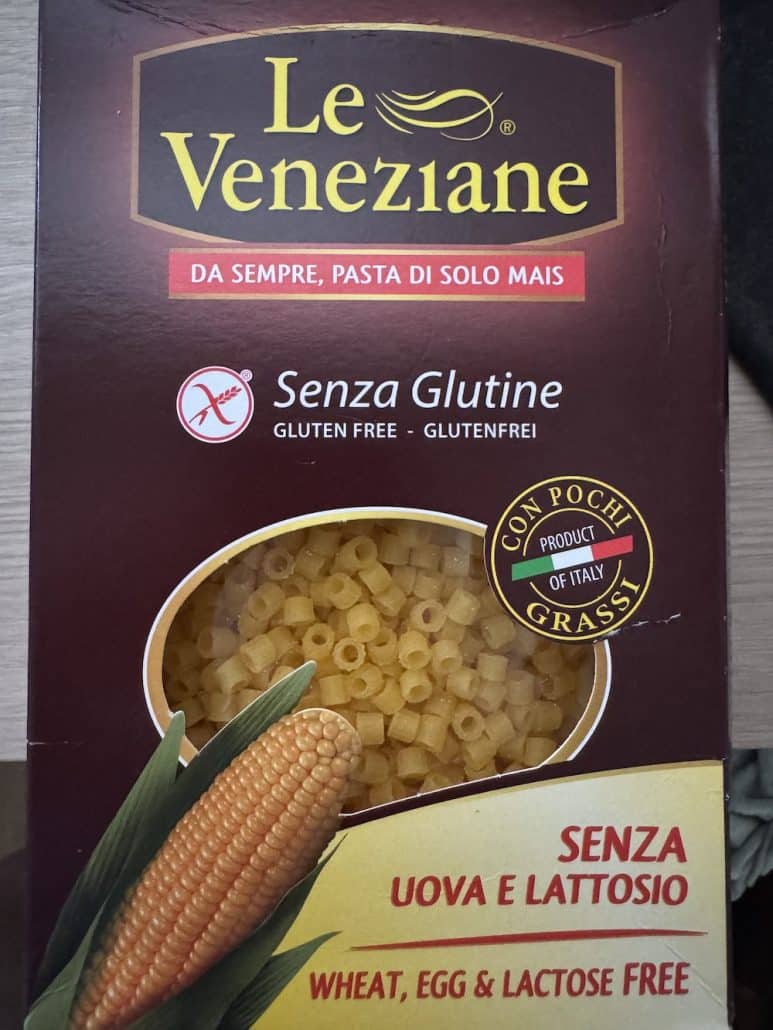 Le
Veneziane®
DA SEMPRE, PASTA DI SOLO MAIS
Senza Glutine
GLUTEN FREE - GLUTENFREI
CON POCHI
PRODUCT
OF ITALY
GRASSI
SENZA
UOVA E LATTOSIO
WHEAT, EGG & LACTOSE FREE